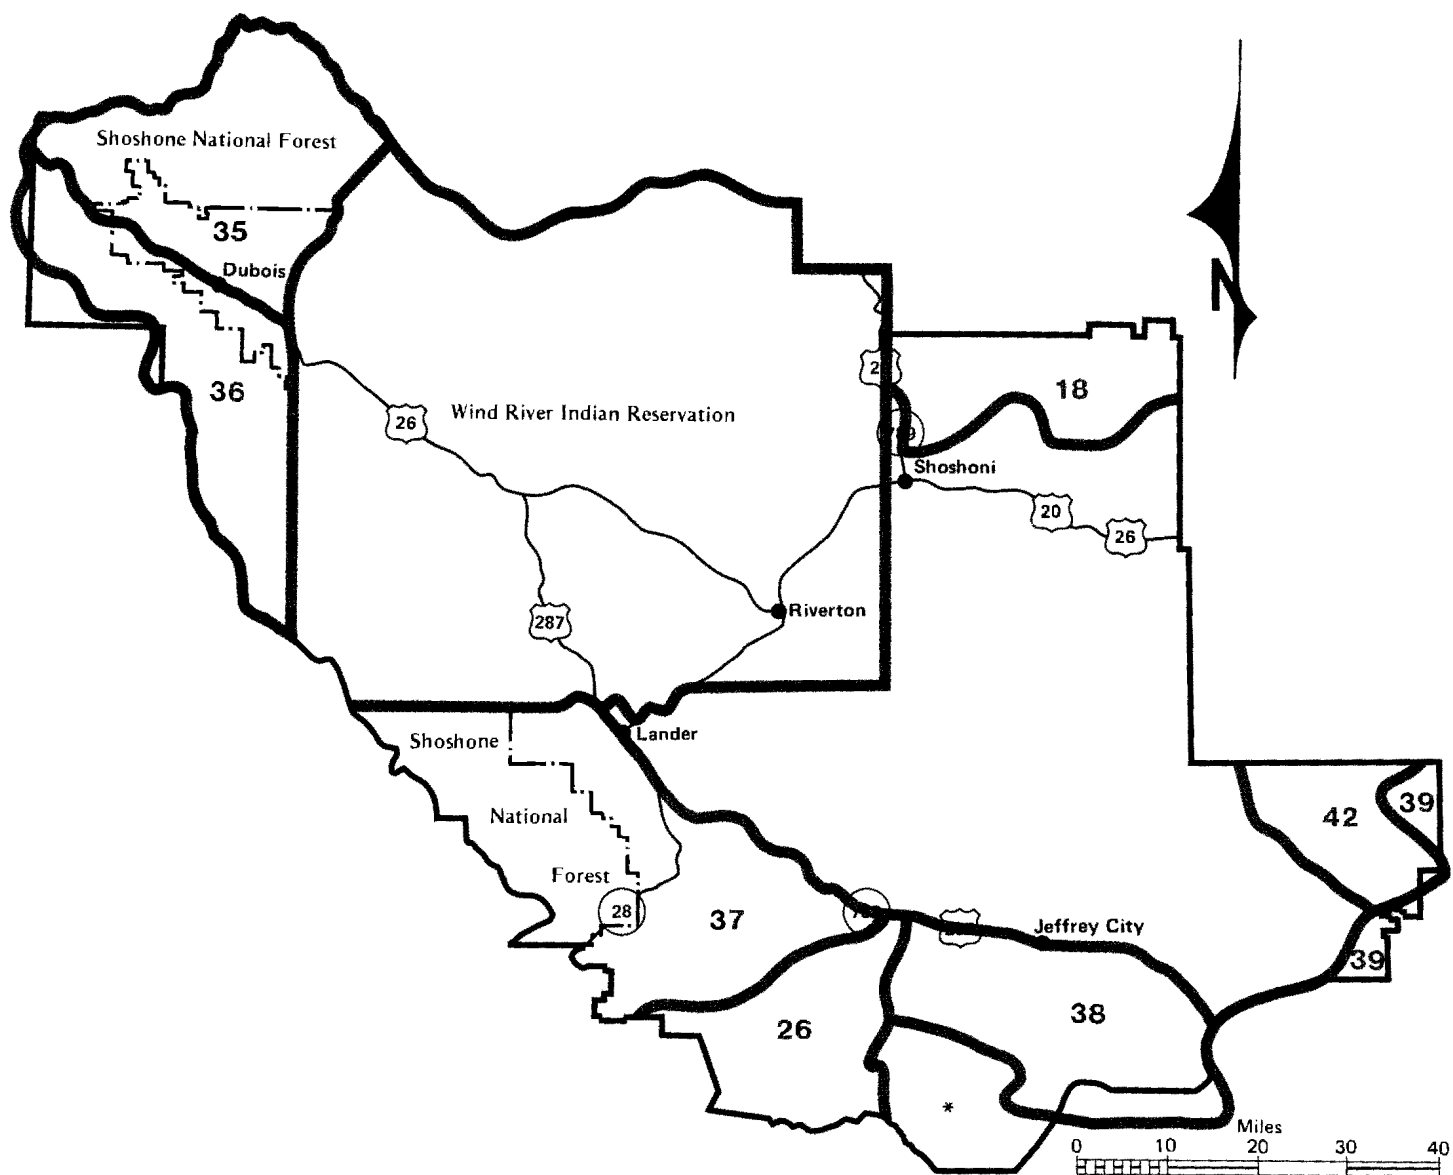 Shoshone National Forest
35
Dubois
N
36
18
26
Wind River Indian Reservation
Shoshoni
20
26
287
Riverton
Lander
Shoshone
National
Forest
28
37
42
39
Jeffrey City
39
38
26
*
Miles
0 10 20 30 40